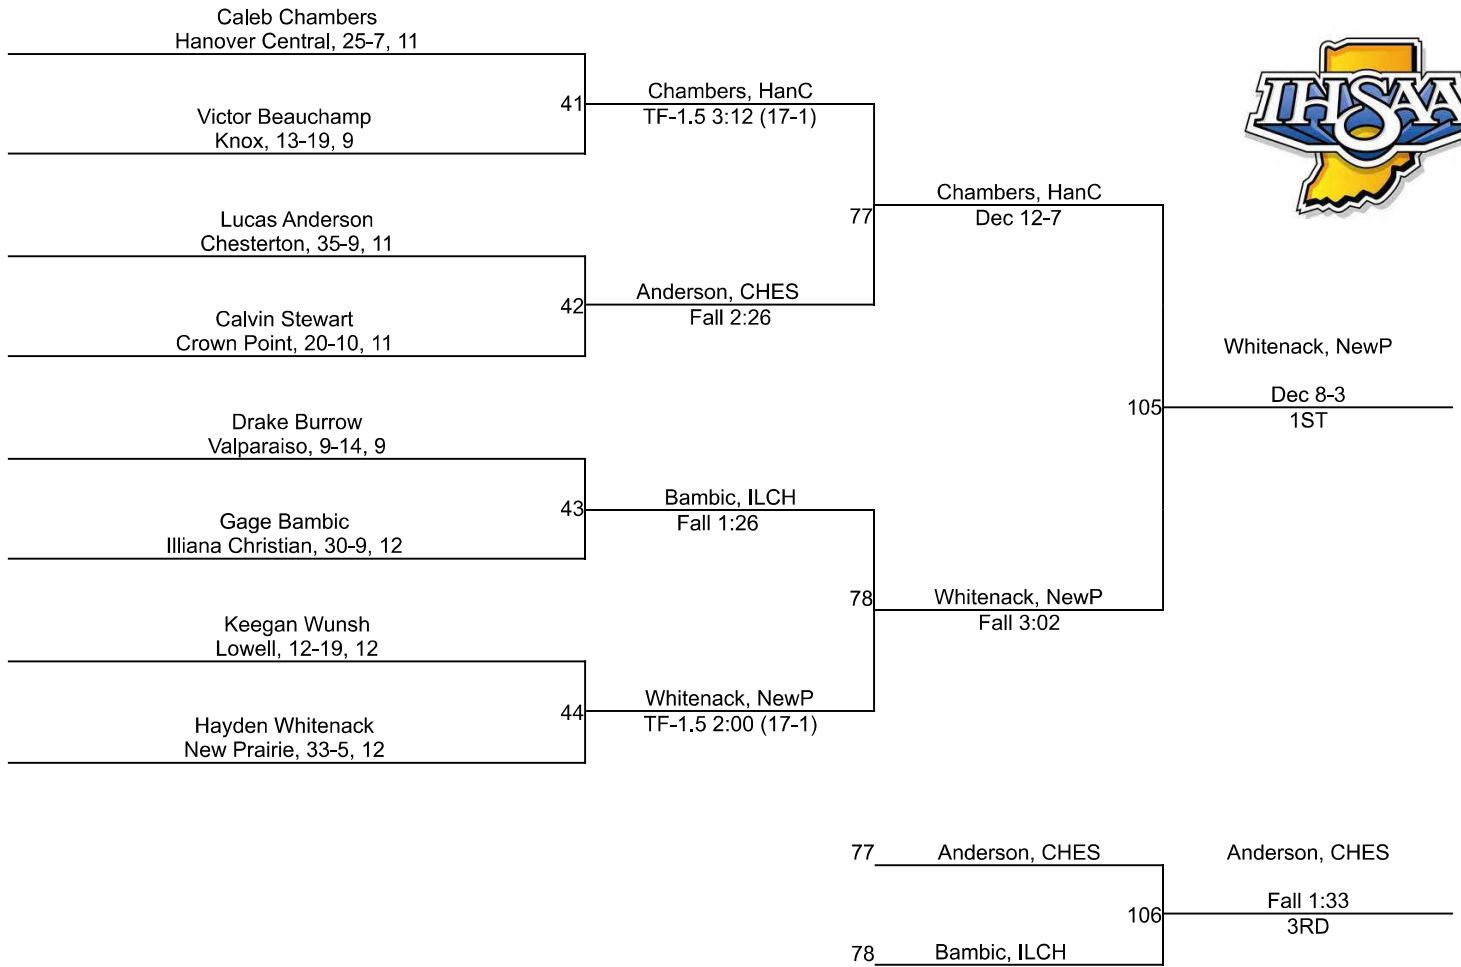 Caleb Chambers
Hanover Central, 25-7, 11
Victor Beauchamp
Knox, 13-19, 9
41
Chambers, HanC
TF-1.5 3:12 (17-1)
Lucas Anderson
Chesterton, 35-9, 11
Calvin Stewart
Crown Point, 20-10, 11
42
Anderson, CHES
Fall 2:26
77
Chambers, HanC
Dec 12-7
Drake Burrow
Valparaiso, 9-14, 9
Gage Bambic
Illiana Christian, 30-9, 12
43
Bambic, ILCH
Fall 1:26
Keegan Wunsh
Lowell, 12-19, 12
Hayden Whitenack
New Prairie, 33-5, 12
44
Whitenack, NewP
TF-1.5 2:00 (17-1)
78
Whitenack, NewP
Fall 3:02
105
Whitenack, NewP
Dec 8-3
1ST
IHSAA
77
Anderson, CHES
78
Bambic, ILCH
106
Anderson, CHES
Fall 1:33
3RD